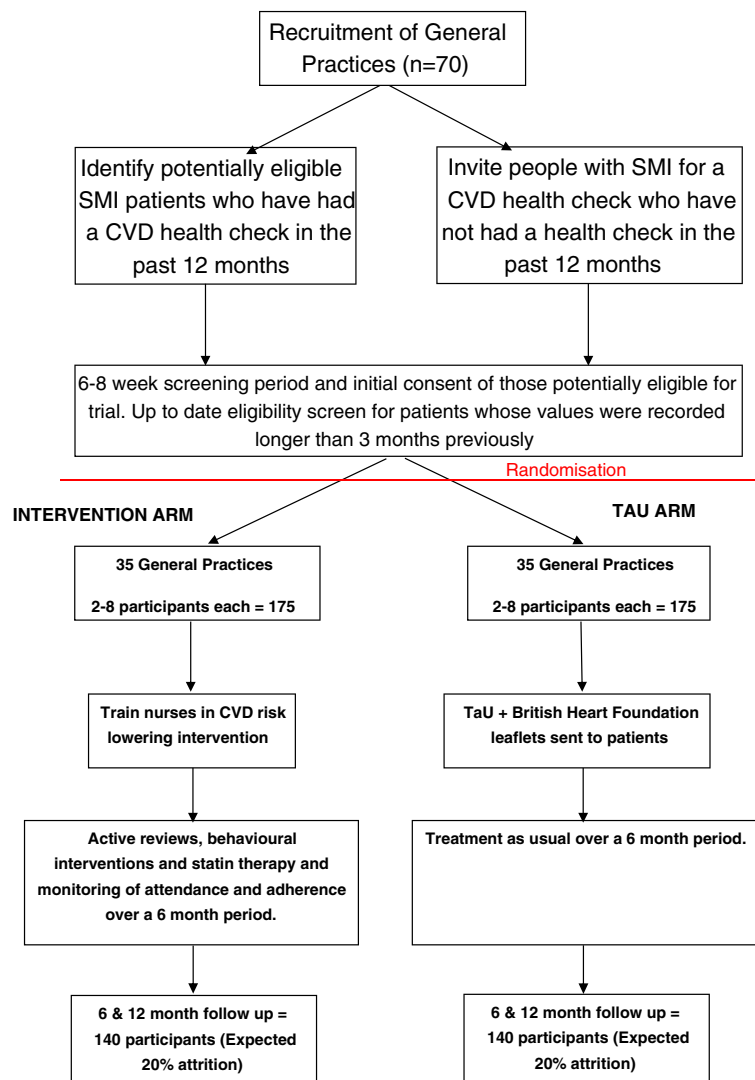 Recruitment of General
Practices (n=70)
Identify potentially eligible
SMI patients who have had
a CVD health check in the
past 12 months
Invite people with SMI for a
CVD health check who have
not had a health check in the
past 12 months
6-8 week screening period and initial consent of those potentially eligible for
trial. Up to date eligibility screen for patients whose values were recorded
longer than 3 months previously
Randomisation
INTERVENTION ARM
TAU ARM
35 General Practices
2-8 participants each = 175
35 General Practices
2-8 participants each = 175
Train nurses in CVD risk
lowering intervention
TaU + British Heart Foundation
leaflets sent to patients
Active reviews, behavioural
interventions and statin therapy and
monitoring of attendance and adherence
over a 6 month period.
Treatment as usual over a 6 month period.
6 & 12 month follow up =
140 participants (Expected
20% attrition)
6 & 12 month follow up =
140 participants (Expected
20% attrition)